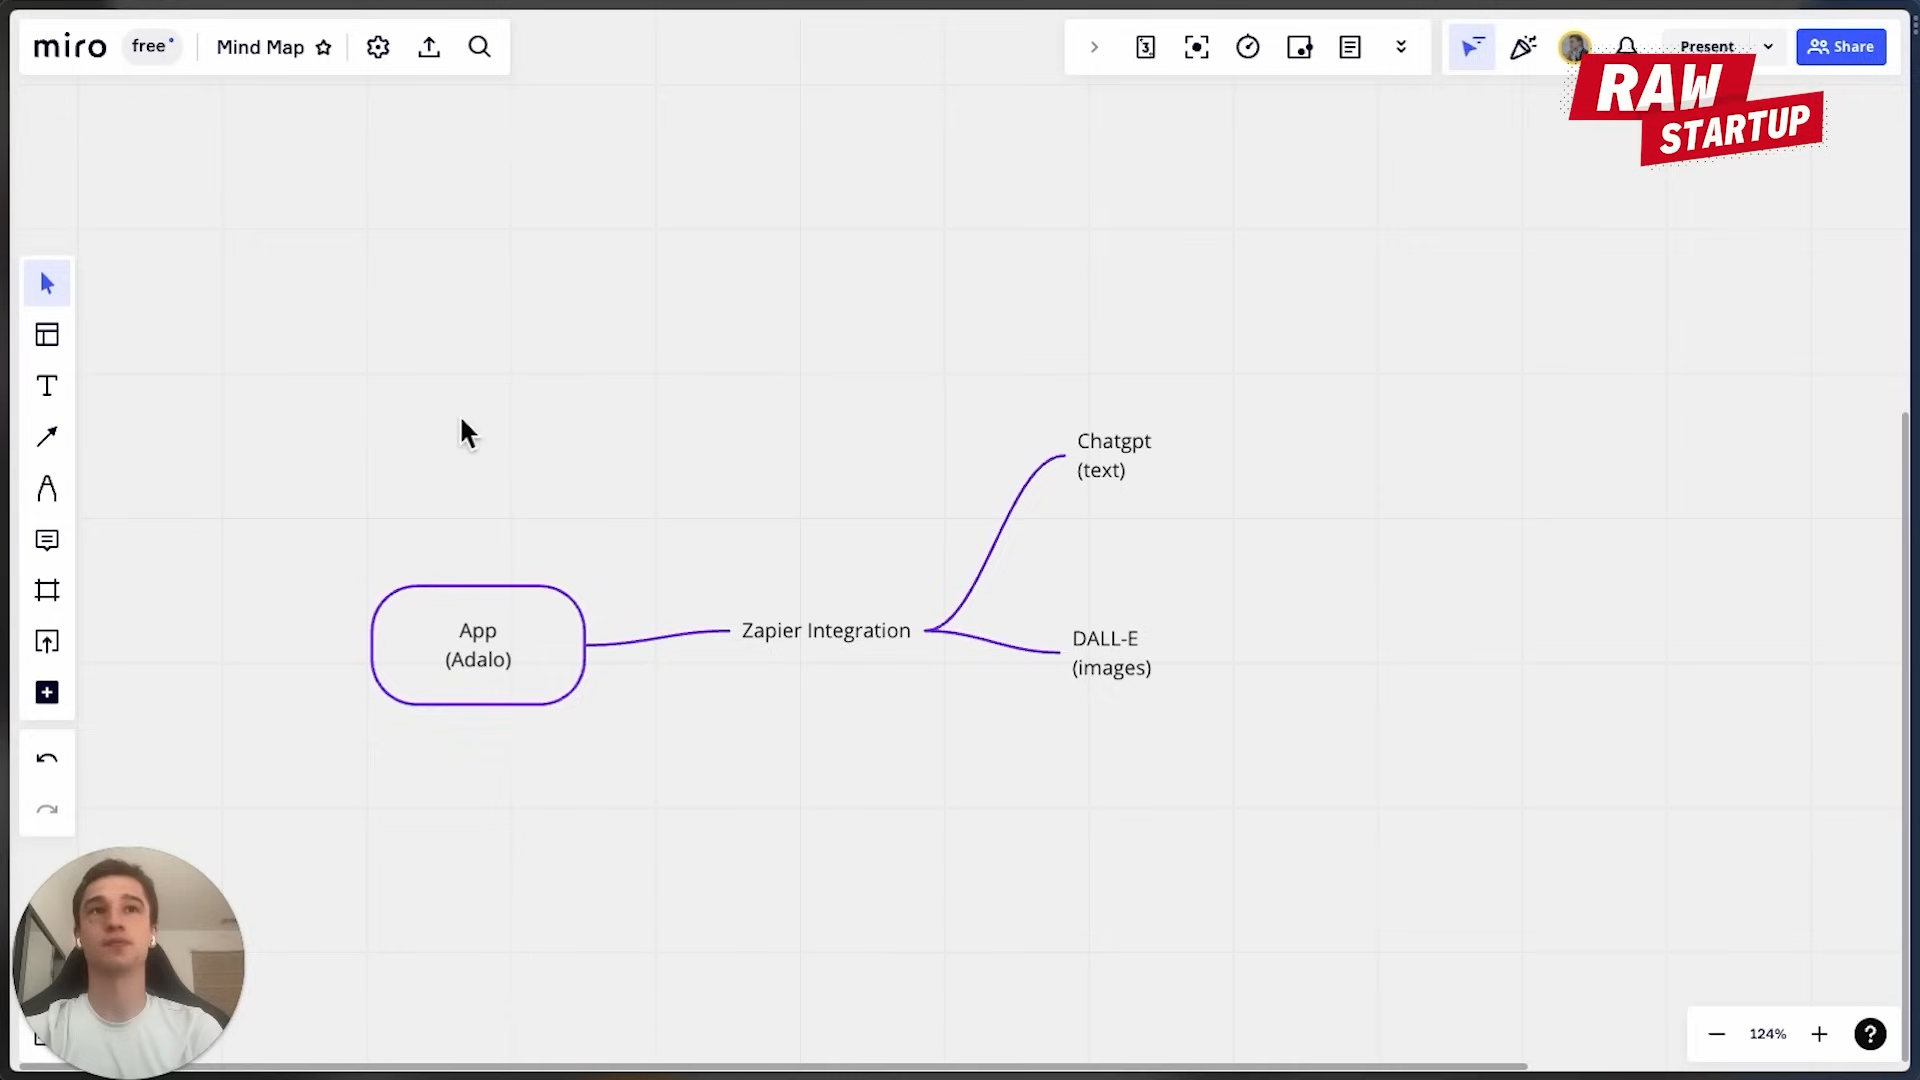 miro free Mind Map
Present
Share
RAW
STARTUP
Chatgpt
(text)
App
(Adalo)
Zapier Integration
DALL-E
(images)
124%